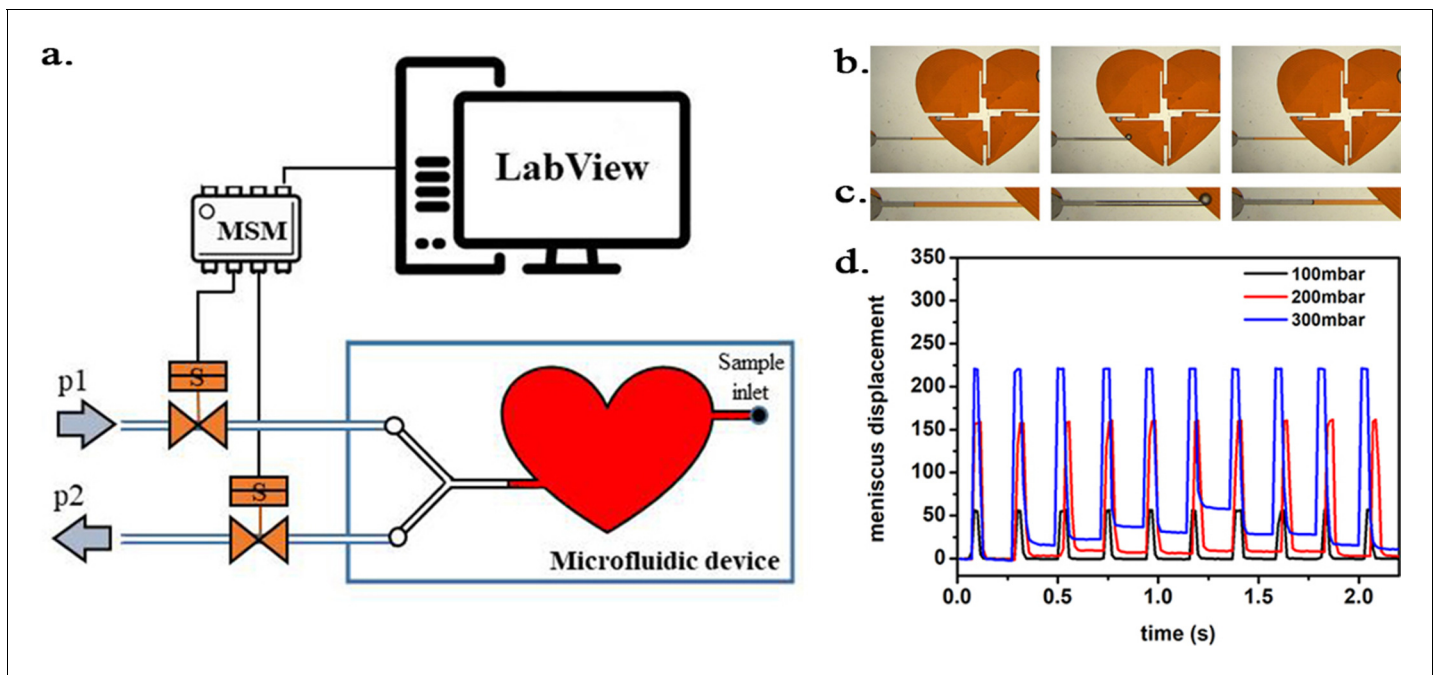 a.
LabView
MSM
p1
S
p2
S
Sample
inlet
Microfluidic device
b.
c.
d.
meniscus displacement
350
300
250
200
150
100
50
0
100mbar
200mbar
300mbar
0.0
0.5
1.0
1.5
2.0
time (s)